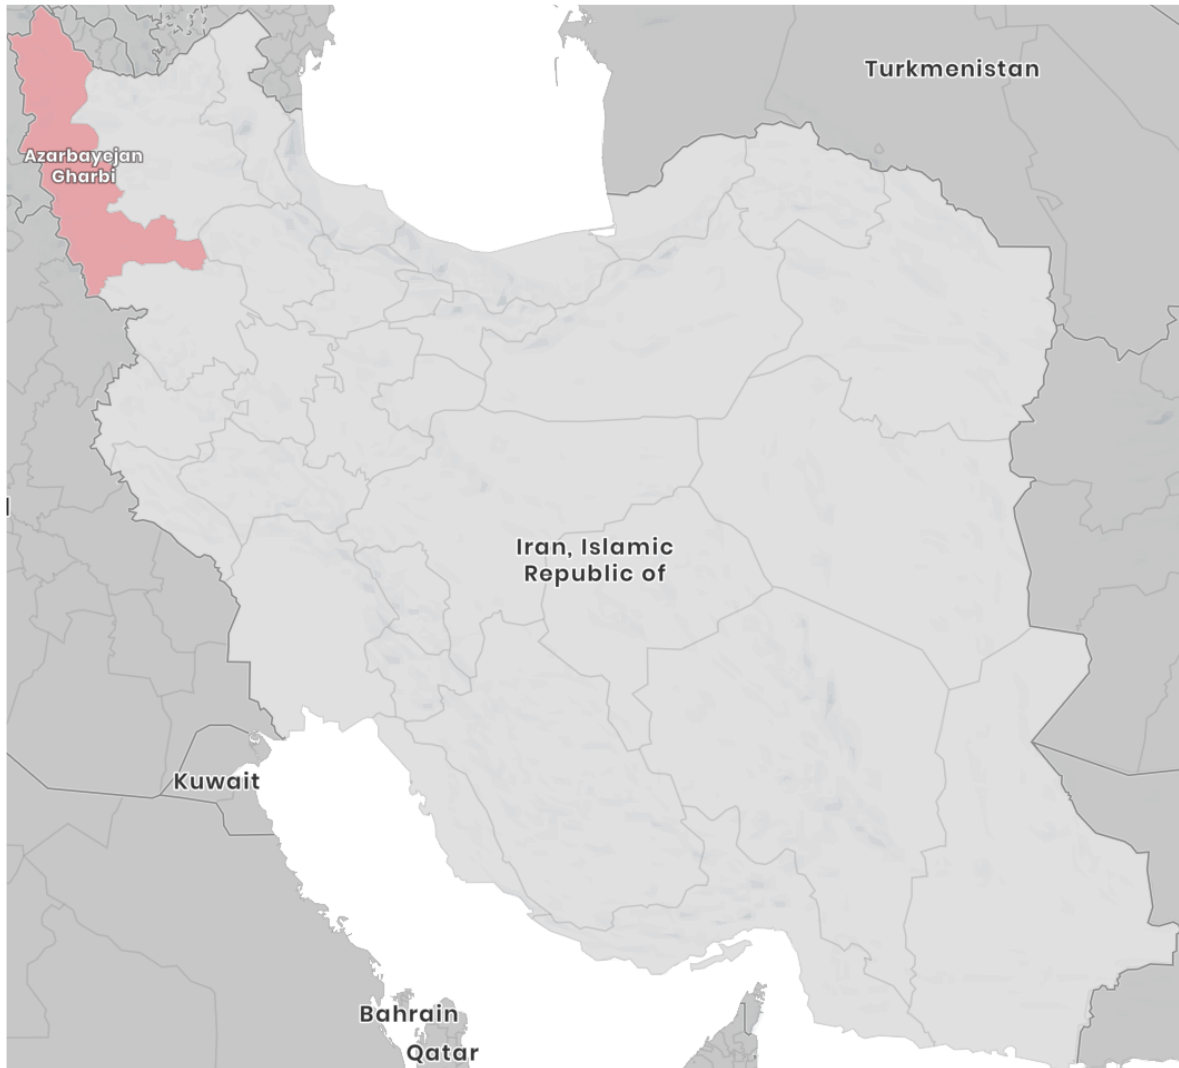 Turkmenistan
Azarbayejan
Gharbi
Iran, Islamic
Republic of
Kuwait
Bahrain
Qatar